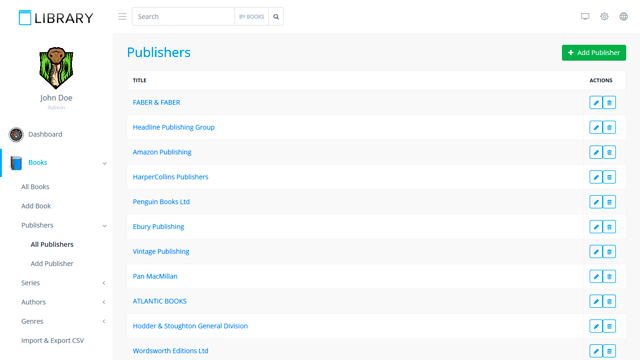 LIBRARY
Search
BY BOOKS
John Doe
Admin
Dashboard
Books
All Books
Add Book
Publishers
All Publishers
Add Publisher
Series
Authors
Genres
Import & Export CSV
Publishers
Add Publisher
TITLE
ACTIONS
FABER & FABER
Headline Publishing Group
Amazon Publishing
HarperCollins Publishers
Penguin Books Ltd
Ebury Publishing
Vintage Publishing
Pan MacMillan
ATLANTIC BOOKS
Hodder & Stoughton General Division
Wordsworth Editions Ltd